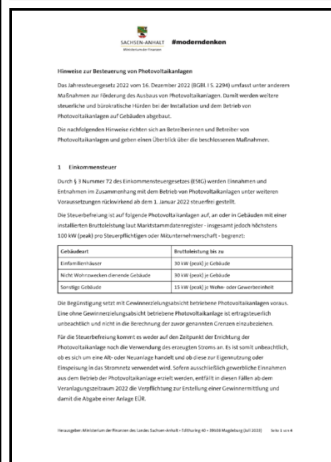 SACHSEN-ANHALT #moderndenken
Ministerium der Finanzen
Hinweise zur Besteuerung von Photovoltaikanlagen
Das Jahressteuergesetz 2022 vom 16. Dezember 2022 (BGBl. I S. 2294) umfasst unter anderem
Maßnahmen zur Förderung des Ausbaus von Photovoltaikanlagen. Damit werden weitere
steuerliche und bürokratische Hürden bei der Installation und dem Betrieb von
Photovoltaikanlagen auf Gebäuden abgebaut.
Die nachfolgenden Hinweise richten sich an Betreiberinnen und Betreiber von
Photovoltaikanlagen und geben einen Überblick über die beschlossenen Maßnahmen.
1 Einkommensteuer
Durch § 3 Nummer 72 des Einkommensteuergesetzes (EStG) werden Einnahmen und
Entnahmen im Zusammenhang mit dem Betrieb von Photovoltaikanlagen unter weiteren
Voraussetzungen rückwirkend ab dem 1. Januar 2022 steuerfrei gestellt.
Die Steuerbefreiung ist auf folgende Photovoltaikanlagen auf, an oder in Gebäuden mit einer
installierten Bruttoleistung laut Marktstammdatenregister - insgesamt jedoch höchstens
100 kW (peak) pro Steuerpflichtigen oder Mitunternehmerschaft - begrenzt:
Gebäudeart Bruttoleistung bis zu
Einfamilienhäuser 30 kW (peak) je Gebäude
Nicht Wohnzwecken dienende Gebäude 30 kW (peak) je Gebäude
Sonstige Gebäude 15 kW (peak) je Wohn- oder Gewerbeeinheit
Die Begünstigung setzt mit Gewinnerzielungsabsicht betriebene Photovoltaikanlagen voraus.
Eine ohne Gewinnerzielungsabsicht betriebene Photovoltaikanlage ist ertragsteuerlich
unbeachtlich und nicht in die Berechnung der zuvor genannten Grenzen einzubeziehen.
Für die Steuerbefreiung kommt es weder auf den Zeitpunkt der Errichtung der
Photovoltaikanlage noch die Verwendung des erzeugten Stroms an. Es ist somit unbeachtlich,
ob es sich um eine Alt- oder Neuanlage handelt und ob diese zur Eigennutzung oder
Einspeisung in das Stromnetz verwendet wird. Sofern ausschließlich gewerbliche Einnahmen
aus dem Betrieb der Photovoltaikanlage erzielt werden, entfällt in diesen Fällen ab dem
Veranlagungszeitraum 2022 die Verpflichtung zur Erstellung einer Gewinnermittlung und
damit die Abgabe einer Anlage EÜR.
Herausgeber: Ministerium der Finanzen des Landes Sachsen-Anhalt - Editharing 40 - 39108 Magdeburg (Juli 2023) Seite 1 von